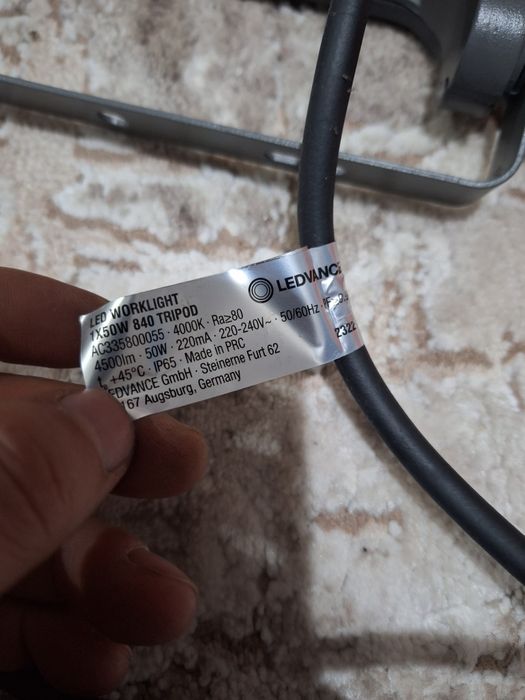 LEDVANCE
LED WORKLIGHT
1X50W 840 TRIPOD
AC335800055 · 4000K · Ra≥80
4500lm · 50W · 220mA · 220-240V~ · 50/60Hz
+45°C · IP65 · Made in PRC
LEDVANCE GmbH · Steinerne Furt 62
167 Augsburg, Germany
2322